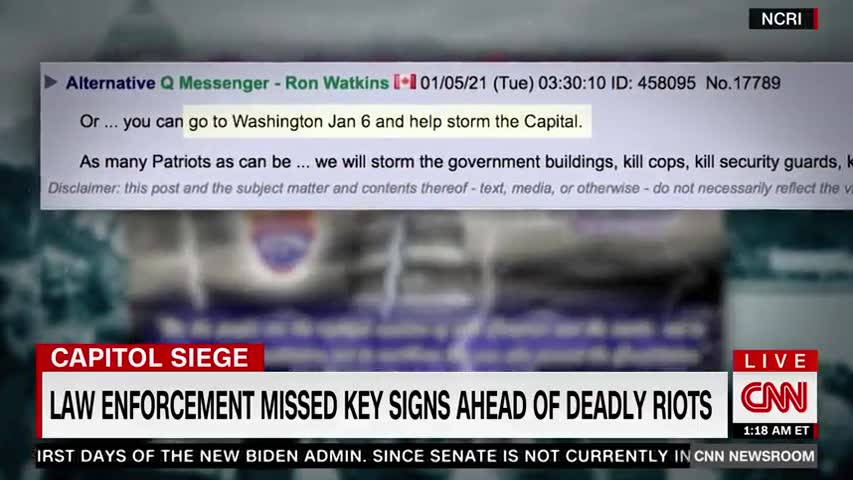 NCRI
Alternative Q Messenger - Ron Watkins 01/05/21 (Tue) 03:30:10 ID: 458095 No.17789
Or ... you can go to Washington Jan 6 and help storm the Capital.
As many Patriots as can be ... we will storm the government buildings, kill cops, kill security guards, k
Disclaimer: this post and the subject matter and contents thereof - text, media, or otherwise - do not necessarily reflect the vi
CAPITOL SIEGE
LAW ENFORCEMENT MISSED KEY SIGNS AHEAD OF DEADLY RIOTS
LIVE
CNN
1:18 AM ET
IRST DAYS OF THE NEW BIDEN ADMIN. SINCE SENATE IS NOT CURRENTLY IN
CNN NEWSROOM